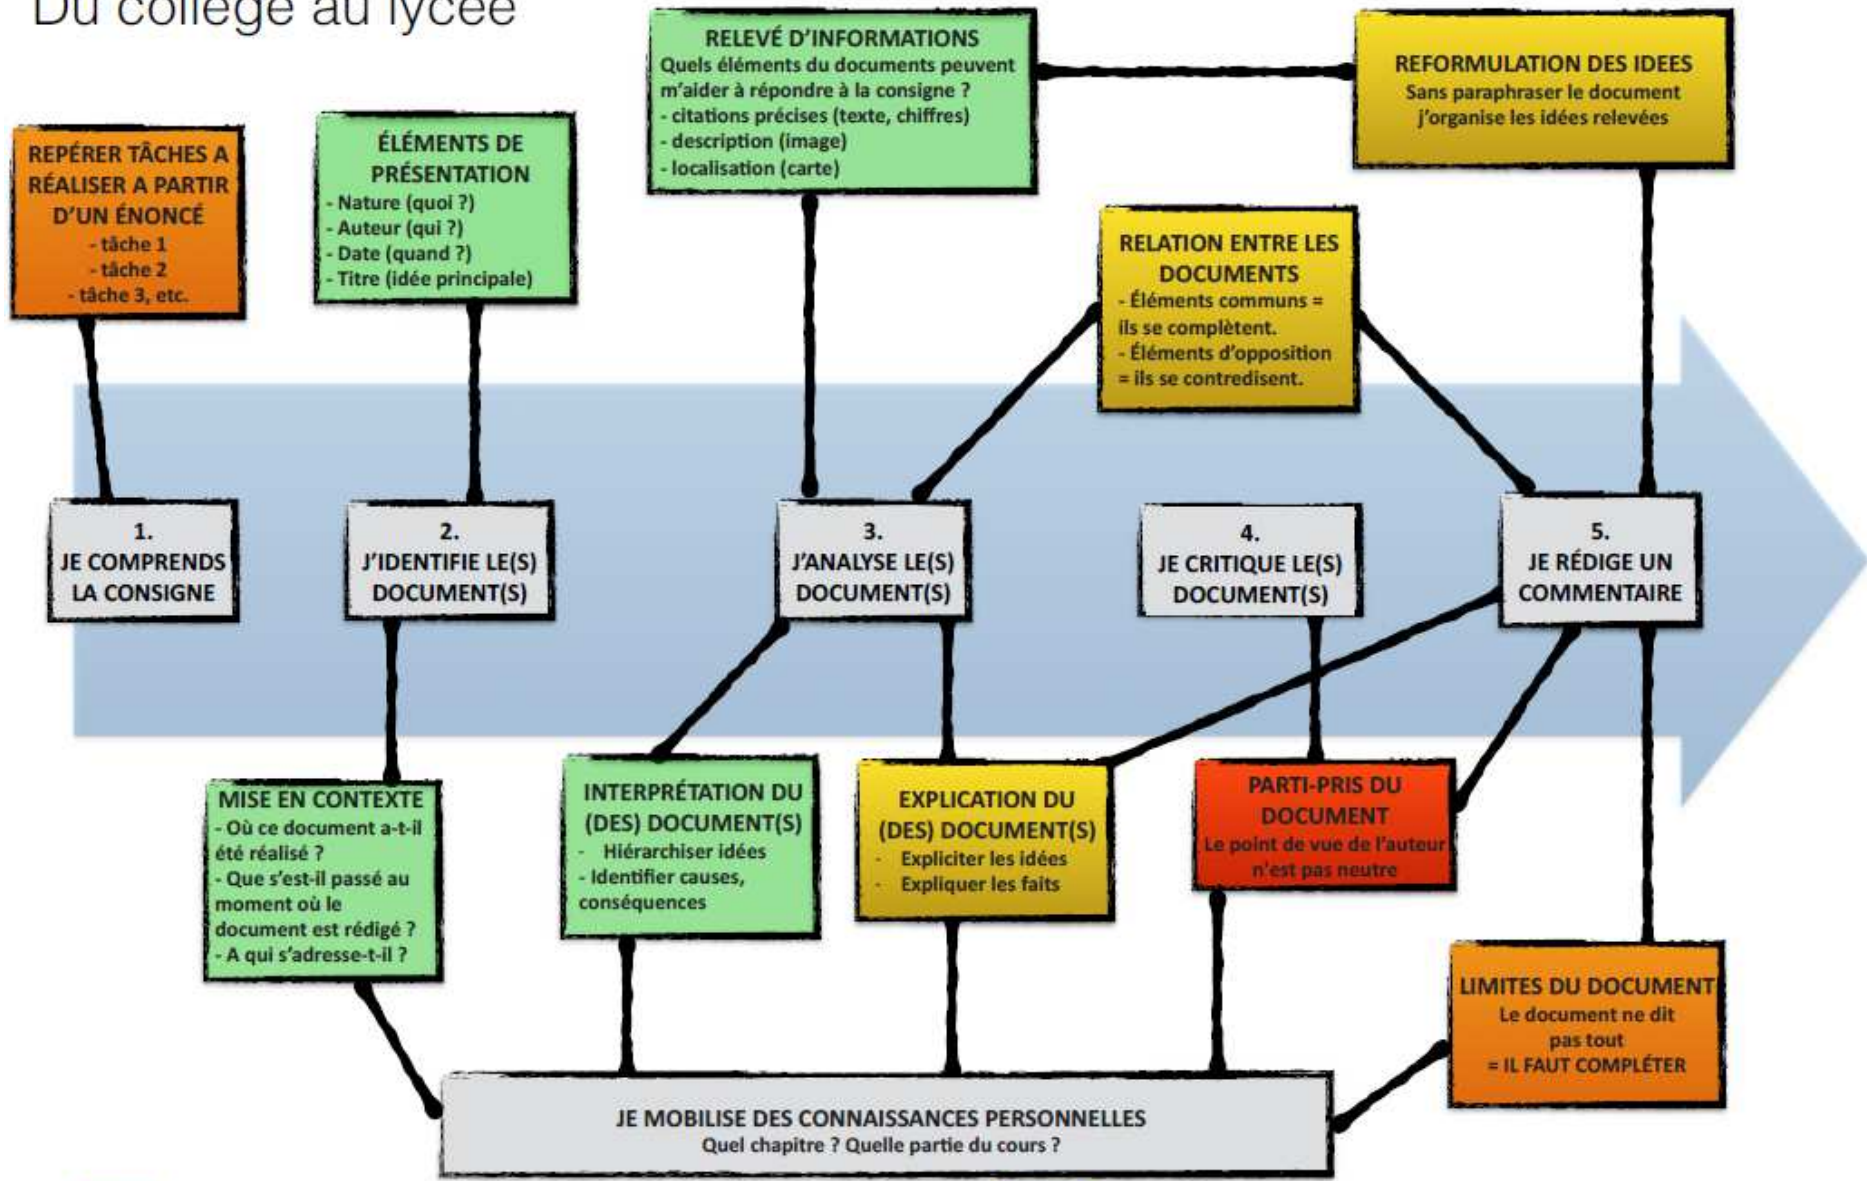 Du collège au lycée
RELEVÉ D'INFORMATIONS
Quels éléments du documents peuvent
m'aider à répondre à la consigne ?
- citations précises (texte, chiffres)
- description (image)
- localisation (carte)
REFORMULATION DES IDEES
Sans paraphraser le document
j'organise les idées relevées
REPÉRER TÂCHES A
RÉALISER A PARTIR
D'UN ÉNONCÉ
- tâche 1
- tâche 2
- tâche 3, etc.
ÉLÉMENTS DE
PRÉSENTATION
- Nature (quoi ?)
- Auteur (qui ?)
- Date (quand ?)
- Titre (idée principale)
RELATION ENTRE LES
DOCUMENTS
- Éléments communs =
ils se complètent.
- Éléments d'opposition
= ils se contredisent.
1.
JE COMPRENDS
LA CONSIGNE
2.
J'IDENTIFIE LE(S)
DOCUMENT(S)
3.
J'ANALYSE LE(S)
DOCUMENT(S)
4.
JE CRITIQUE LE(S)
DOCUMENT(S)
5.
JE RÉDIGE UN
COMMENTAIRE
MISE EN CONTEXTE
- Où ce document a-t-il
été réalisé ?
- Que s'est-il passé au
moment où le
document est rédigé ?
- A qui s'adresse-t-il ?
INTERPRÉTATION DU
(DES) DOCUMENT(S)
- Hiérarchiser idées
- Identifier causes,
conséquences
EXPLICATION DU
(DES) DOCUMENT(S)
- Expliciter les idées
- Expliquer les faits
PARTI-PRIS DU
DOCUMENT
Le point de vue de l'auteur
n'est pas neutre
LIMITES DU DOCUMENT
Le document ne dit
pas tout
= IL FAUT COMPLÉTER
JE MOBILISE DES CONNAISSANCES PERSONNELLES
Quel chapitre ? Quelle partie du cours ?